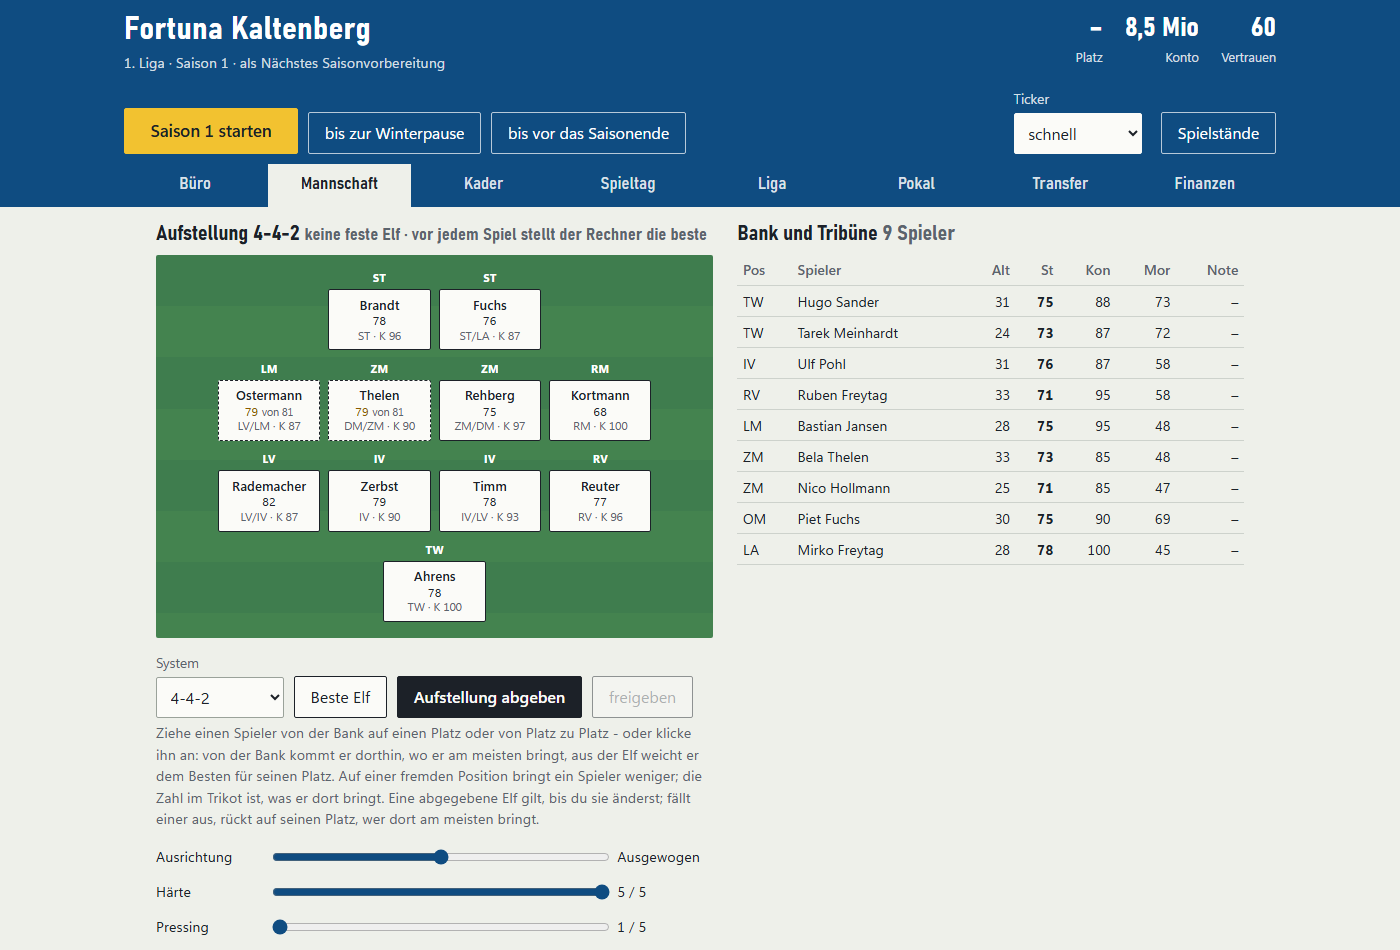 Fortuna Kaltenberg
1. Liga · Saison 1 · als Nächstes Saisonvorbereitung
– 8,5 Mio 60
Platz Konto Vertrauen
Ticker
Saison 1 starten bis zur Winterpause bis vor das Saisonende schnell Spielstände
Büro Mannschaft Kader Spieltag Liga Pokal Transfer Finanzen
Aufstellung 4-4-2 keine feste Elf · vor jedem Spiel stellt der Rechner die beste
ST ST
Brandt Fuchs
78 76
ST · K 96 ST/LA · K 87
LM ZM ZM RM
Ostermann Thelen Rehberg Kortmann
79 von 81 79 von 81 75 68
LV/LM · K 87 DM/ZM · K 90 ZM/DM · K 97 RM · K 100
LV IV IV RV
Rademacher Zerbst Timm Reuter
82 79 78 77
LV/IV · K 87 IV · K 90 IV/LV · K 93 RV · K 96
TW
Ahrens
78
TW · K 100
System
4-4-2 Beste Elf Aufstellung abgeben freigeben
Ziehe einen Spieler von der Bank auf einen Platz oder von Platz zu Platz - oder klicke
ihn an: von der Bank kommt er dorthin, wo er am meisten bringt, aus der Elf weicht er
dem Besten für seinen Platz. Auf einer fremden Position bringt ein Spieler weniger; die
Zahl im Trikot ist, was er dort bringt. Eine abgegebene Elf gilt, bis du sie änderst; fällt
einer aus, rückt auf seinen Platz, wer dort am meisten bringt.
Ausrichtung Ausgewogen
Härte 5 / 5
Pressing 1 / 5
Bank und Tribüne 9 Spieler
Pos Spieler Alt St Kon Mor Note
TW Hugo Sander 31 75 88 73 –
TW Tarek Meinhardt 24 73 87 72 –
IV Ulf Pohl 31 76 87 58 –
RV Ruben Freytag 33 71 95 58 –
LM Bastian Jansen 28 75 95 48 –
ZM Bela Thelen 33 73 85 48 –
ZM Nico Hollmann 25 71 85 47 –
OM Piet Fuchs 30 75 90 69 –
LA Mirko Freytag 28 78 100 45 –